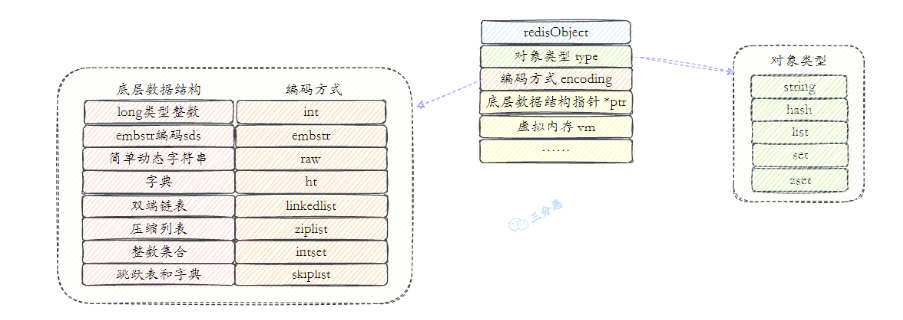 redisObject
对象类型 type
编码方式 encoding
底层数据结构指针 *ptr
虚拟内存 vm
……
底层数据结构 编码方式
long类型整数 int
embstr编码sds embstr
简单动态字符串 raw
字典 ht
双端链表 linkedlist
压缩列表 ziplist
整数集合 intset
跳跃表和字典 skiplist
对象类型
string
hash
list
set
zset
三分恶